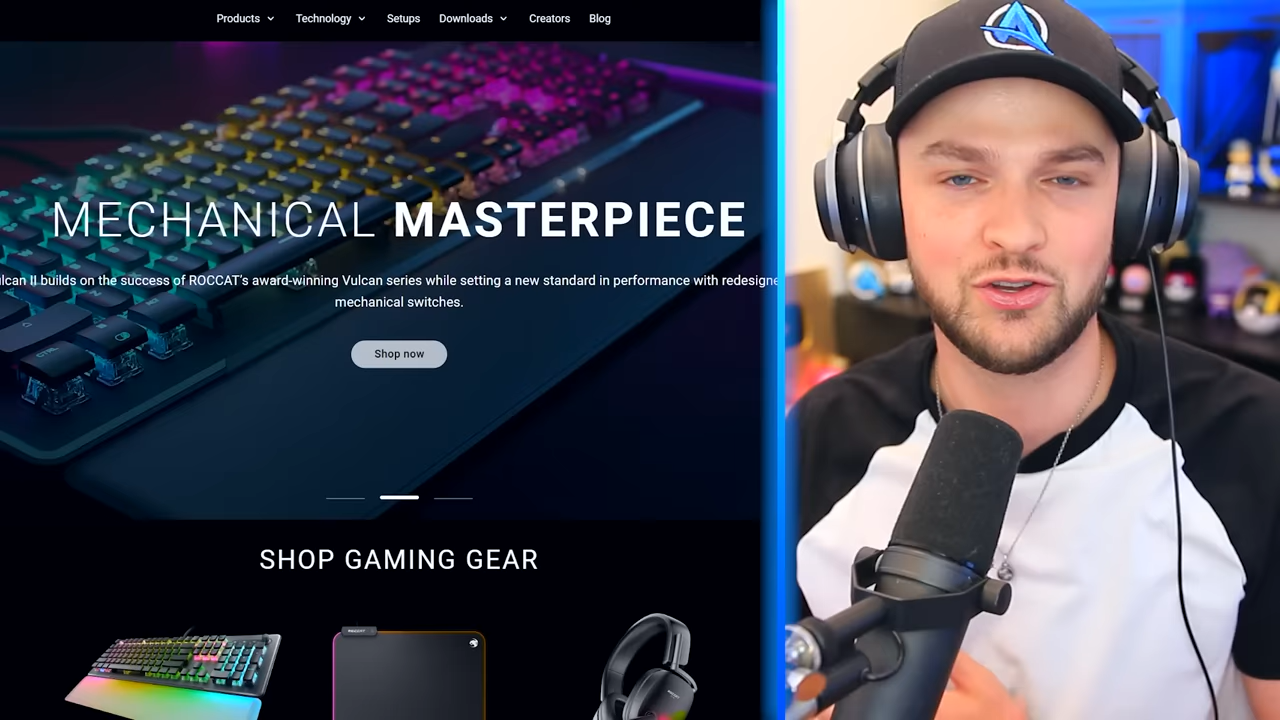 Products Technology Setups Downloads Creators Blog
MECHANICAL MASTERPIECE
ulcan II builds on the success of ROCCAT's award-winning Vulcan series while setting a new standard in performance with redesigne
mechanical switches.
Shop now
SHOP GAMING GEAR
CTRL